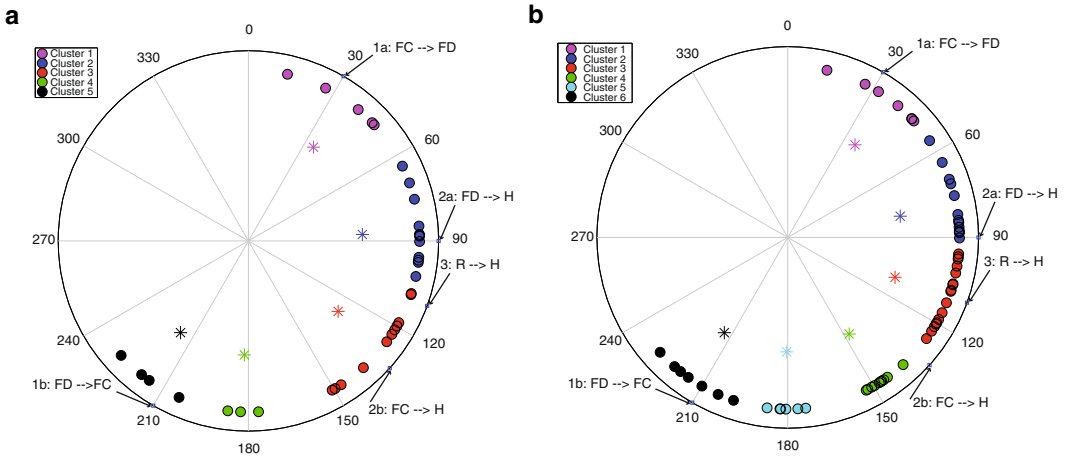 a
Cluster 1
Cluster 2
Cluster 3
Cluster 4
Cluster 5
0
30
60
90
120
150
180
210
240
270
300
330
1a: FC --> FD
2a: FD --> H
3: R --> H
2b: FC --> H
1b: FD -->FC
b
Cluster 1
Cluster 2
Cluster 3
Cluster 4
Cluster 5
Cluster 6
0
30
60
90
120
150
180
210
240
270
300
330
1a: FC --> FD
2a: FD --> H
3: R --> H
2b: FC --> H
1b: FD --> FC